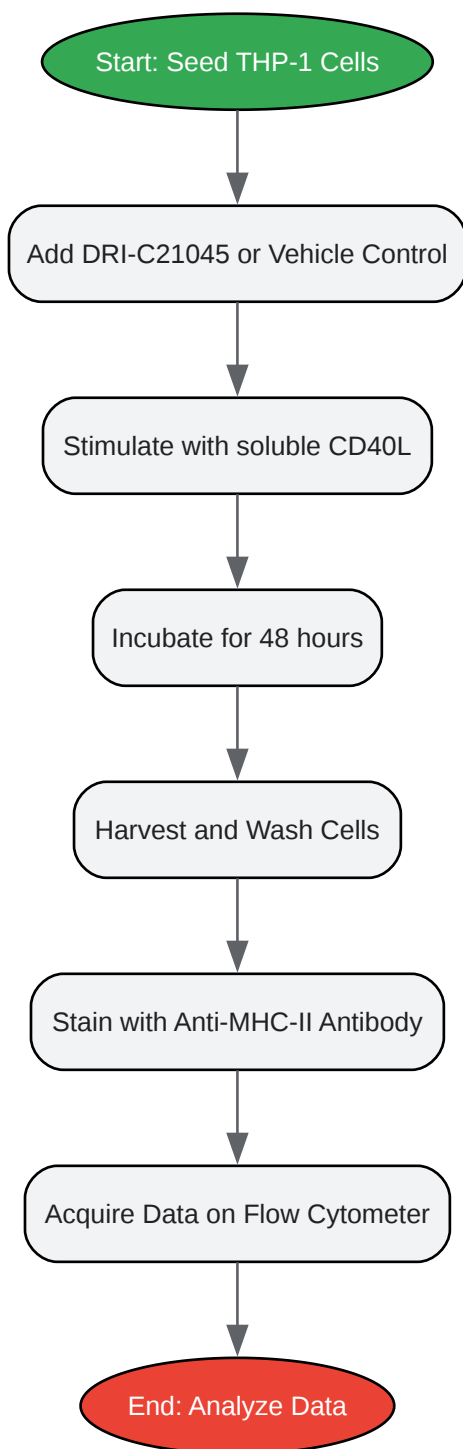 Start: Seed THP-1 Cells
Add DRI-C21045 or Vehicle Control
Stimulate with soluble CD40L
Incubate for 48 hours
Harvest and Wash Cells
Stain with Anti-MHC-II Antibody
Acquire Data on Flow Cytometer
End: Analyze Data